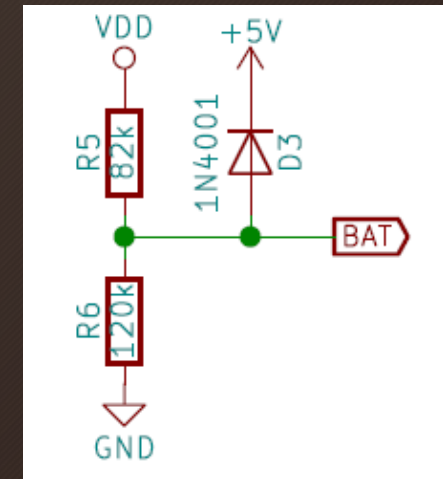 VDD
+5V
R5
82k
1N4001
D3
BAT
R6
120k
GND